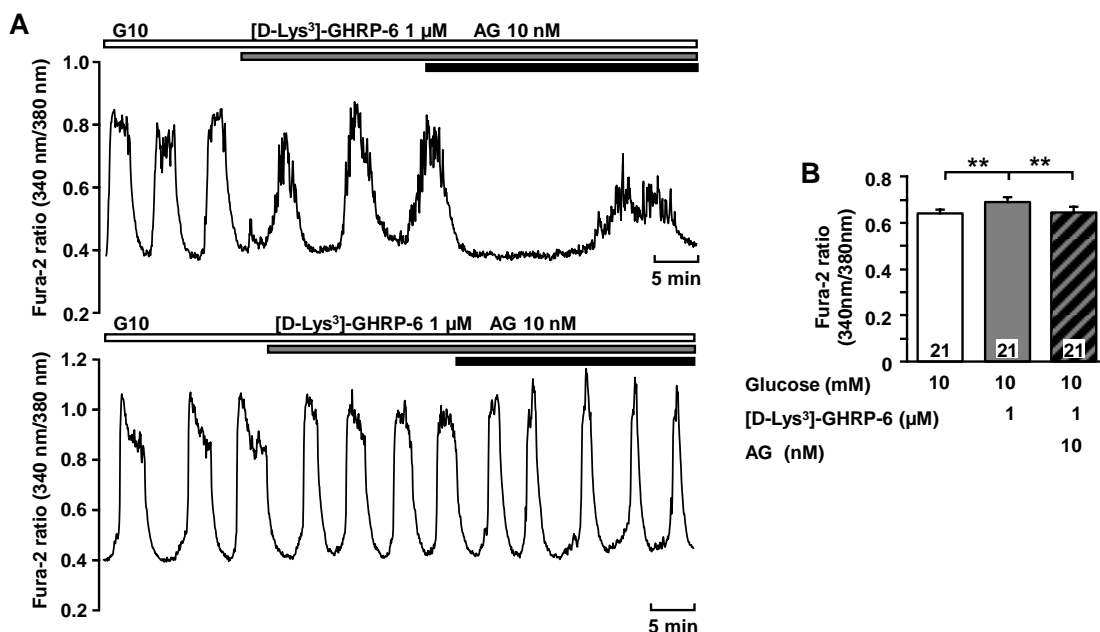 A
G10 [D-Lys³]-GHRP-6 1 µM AG 10 nM
Fura-2 ratio (340 nm/380 nm)
1.0
0.8
0.6
0.4
0.2
5 min
G10 [D-Lys³]-GHRP-6 1 µM AG 10 nM
Fura-2 ratio (340 nm/380 nm)
1.2
1.0
0.8
0.6
0.4
0.2
5 min
B
** **
Fura-2 ratio
(340nm/380nm)
0.8
0.6
0.4
0.2
0
21 21 21
Glucose (mM) 10 10 10
[D-Lys³]-GHRP-6 (µM) 1 1
AG (nM) 10